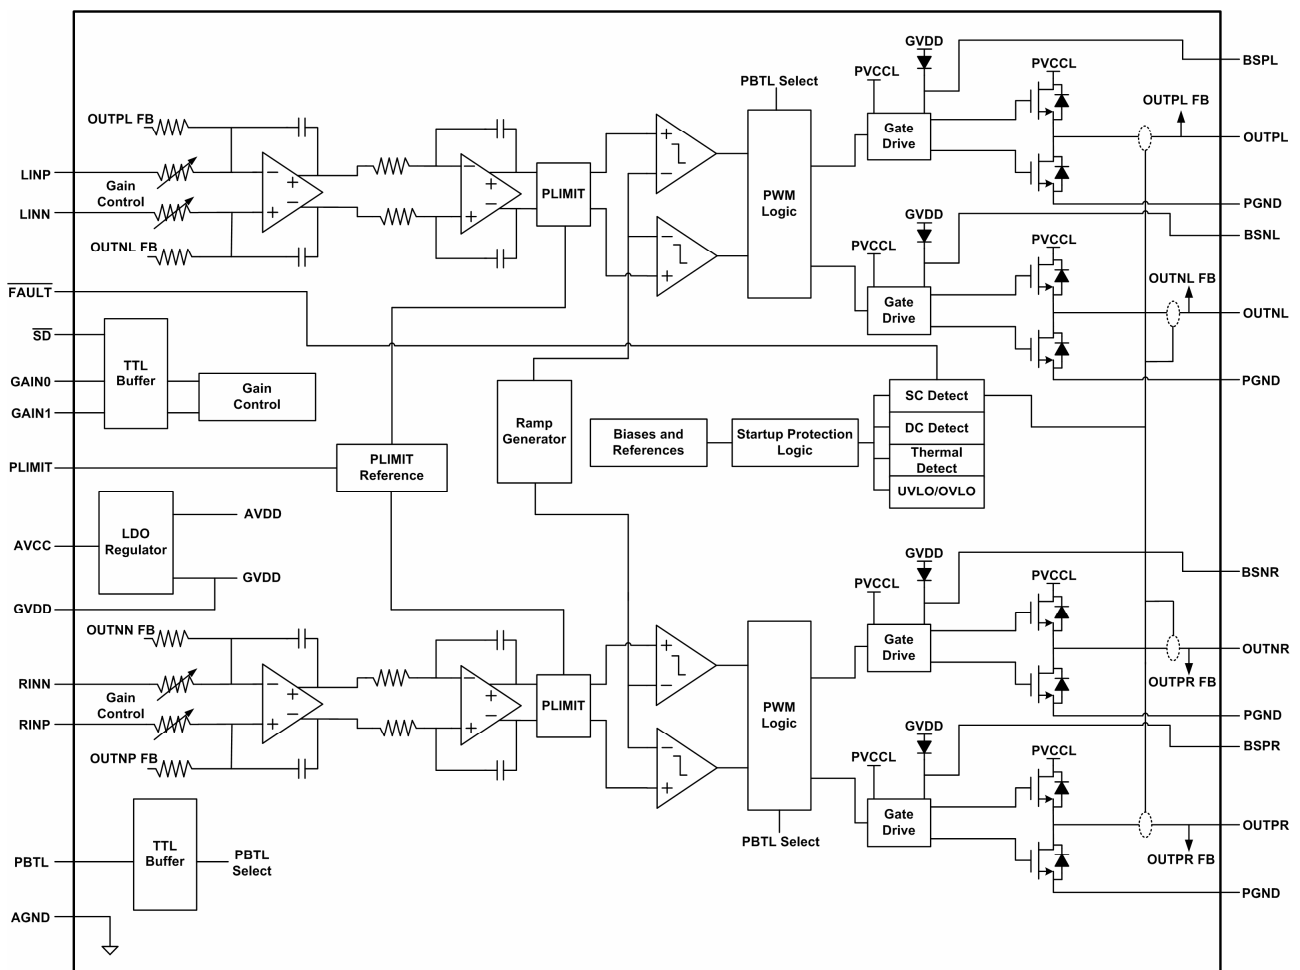 GVDD
BSPL
PVCCL
PVCCL
PBTL Select
OUTPL FB
OUTPL FB
Gate
Drive
OUTPL
LINP
Gain
Control
PLIMIT
PWM
Logic
LINN
PGND
GVDD
BSNL
OUTNL FB
PVCCL
PVCCL
OUTNL FB
FAULT
Gate
Drive
OUTNL
SD
TTL
Buffer
GAIN0
Gain
Control
GAIN1
PGND
Ramp
Generator
Biases and
References
Startup Protection
Logic
SC Detect
DC Detect
Thermal
Detect
UVLO/OVLO
PLIMIT
PLIMIT
Reference
AVDD
LDO
Regulator
AVCC
GVDD
GVDD
GVDD
BSNR
PVCCL
PVCCL
OUTNN FB
Gate
Drive
OUTNR
RINN
Gain
Control
OUTPR FB
PLIMIT
PWM
Logic
RINP
PGND
GVDD
BSPR
OUTNP FB
PVCCL
PVCCL
Gate
Drive
OUTPR
PBTL Select
TTL
Buffer
PBTL
PBTL
Select
OUTPR FB
PGND
AGND